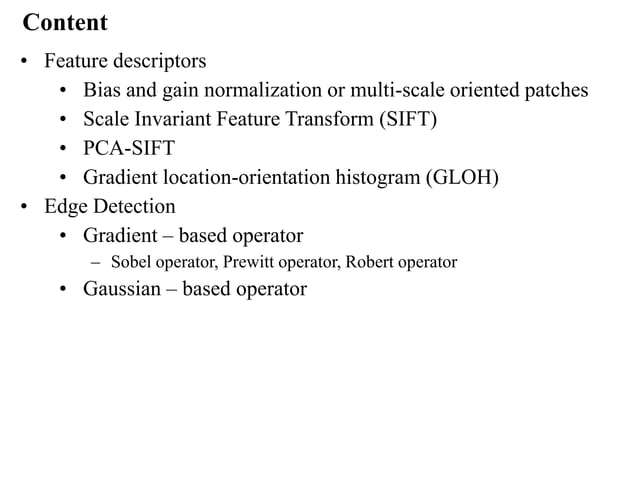 Content
• Feature descriptors
• Bias and gain normalization or multi-scale oriented patches
• Scale Invariant Feature Transform (SIFT)
• PCA-SIFT
• Gradient location-orientation histogram (GLOH)
• Edge Detection
• Gradient – based operator
– Sobel operator, Prewitt operator, Robert operator
• Gaussian – based operator